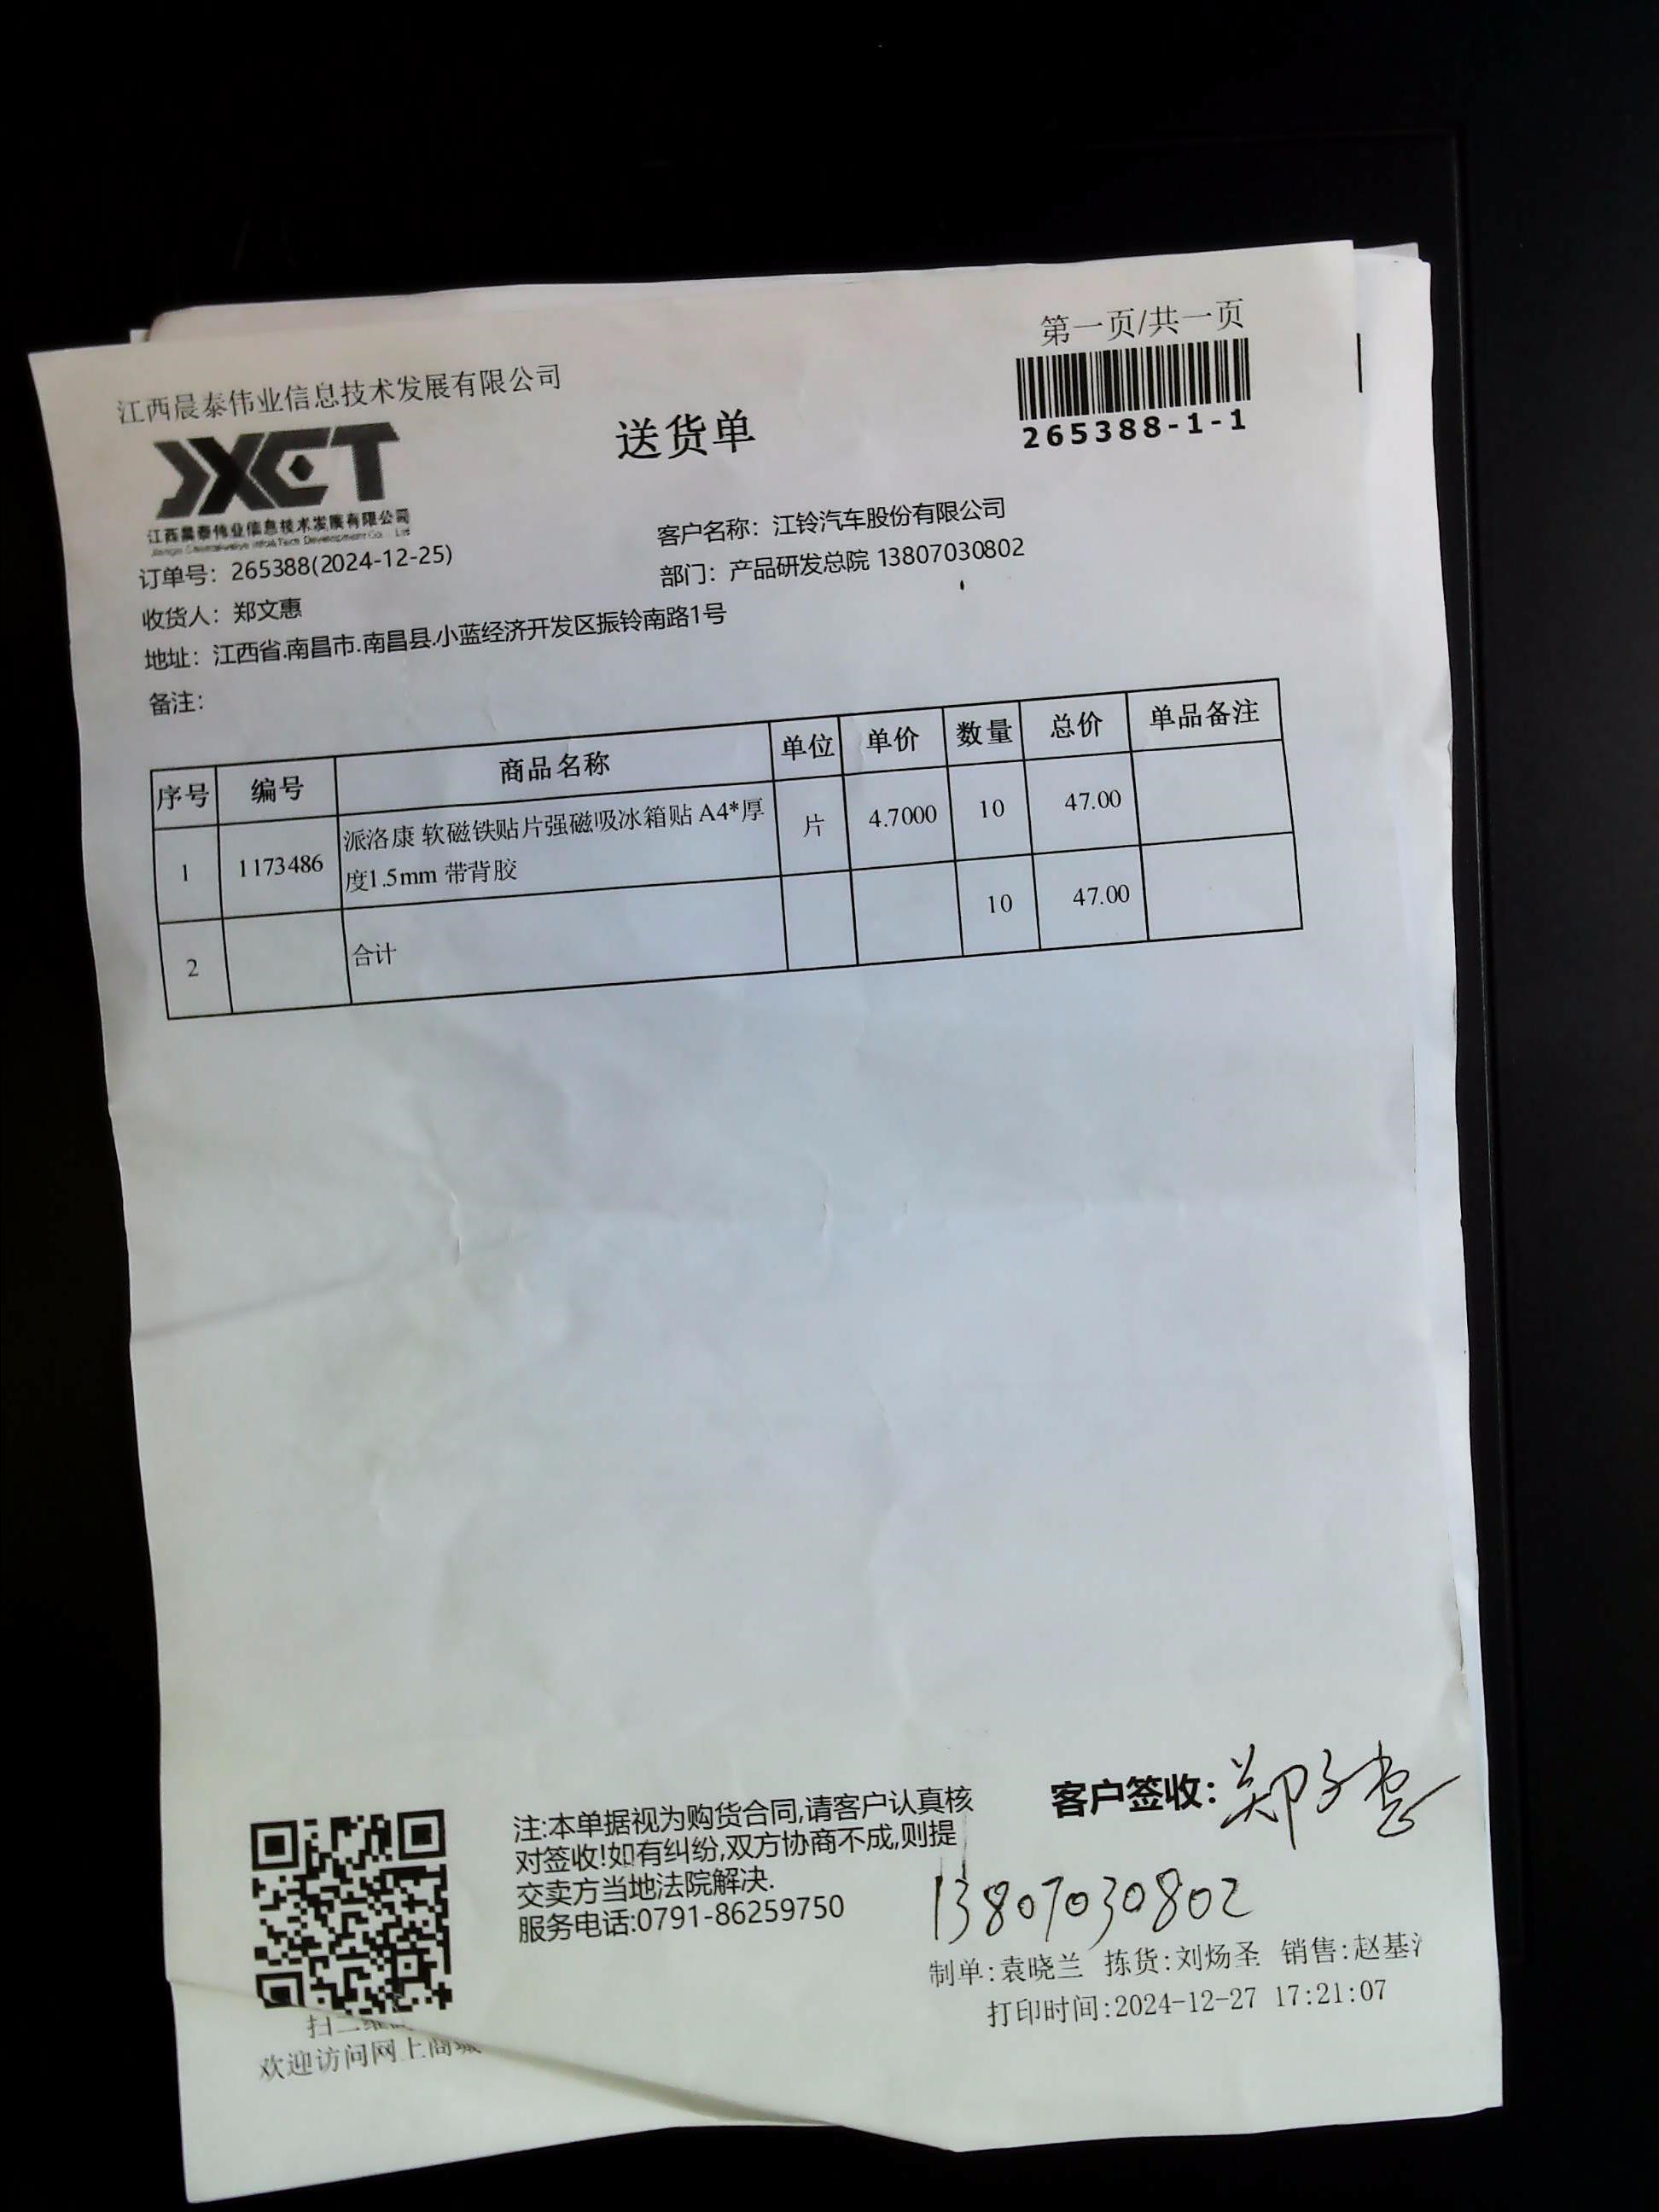 第一页/共一页
江西晨泰伟业信息技术发展有限公司
送货单
265388-1-1
JXCT
江西晨泰伟业信息技术发展有限公司
订单号：265388(2024-12-25)
客户名称：江铃汽车股份有限公司
收货人：郑文惠
部门：产品研发总院 13807030802
地址：江西省.南昌市.南昌县.小蓝经济开发区振铃南路1号
备注：
序号 编号 商品名称 单位 单价 数量 总价 单品备注
1 1173486 派洛康 软磁铁贴片强磁吸冰箱贴 A4*厚
度1.5mm 带背胶 片 4.7000 10 47.00
2 合计 10 47.00
客户签收：郑
注:本单据视为购货合同,请客户认真核
对签收!如有纠纷,双方协商不成,则提
交卖方当地法院解决.
服务电话:0791-86259750
13807030802
制单:袁晓兰 拣货:刘炀圣 销售:赵基
打印时间:2024-12-27 17:21:07
扫二维
欢迎访问网上商城